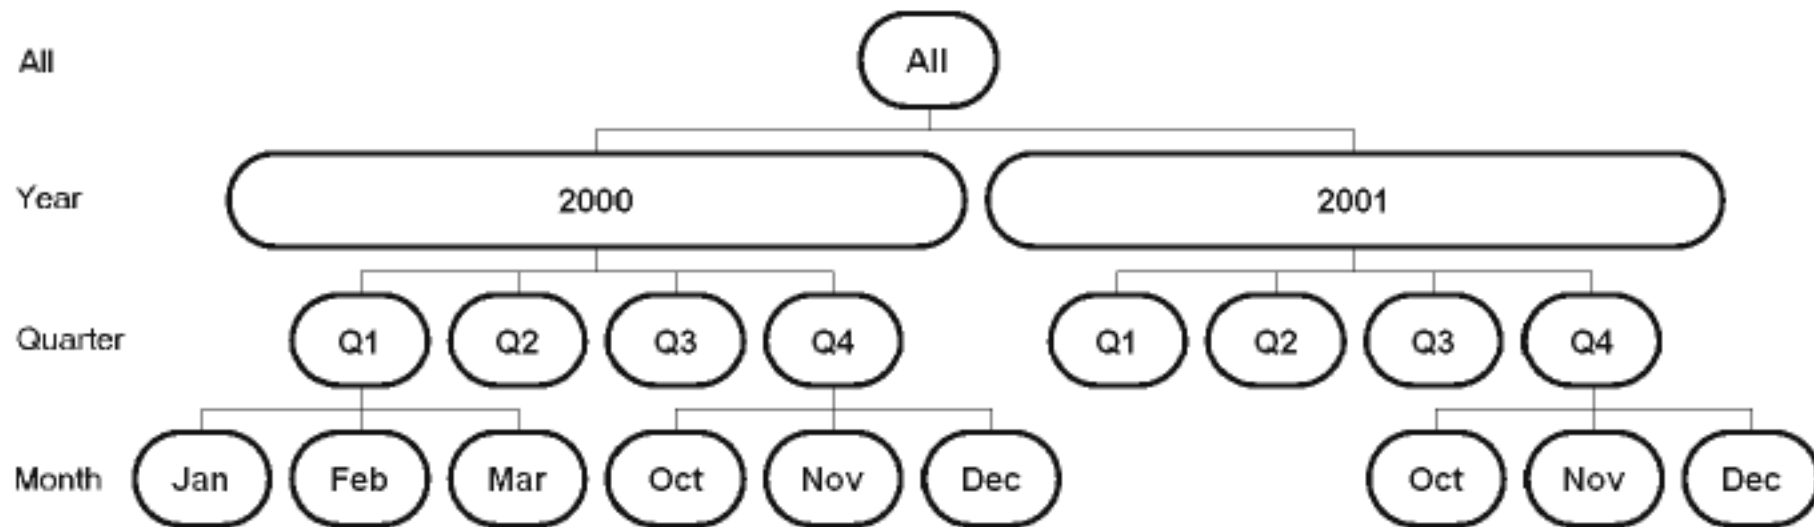 All All
Year 2000 2001
Quarter Q1 Q2 Q3 Q4 Q1 Q2 Q3 Q4
Month Jan Feb Mar Oct Nov Dec Oct Nov Dec